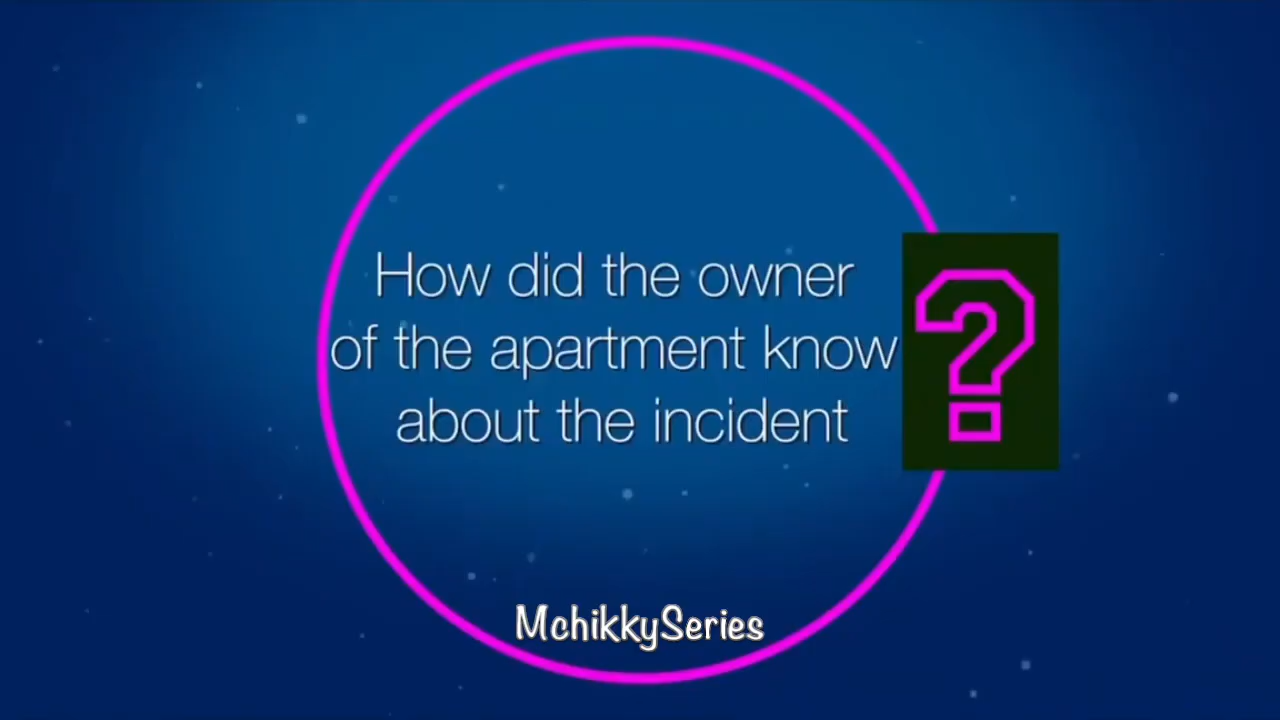 How did the owner
of the apartment know
about the incident
?
MchikkySeries